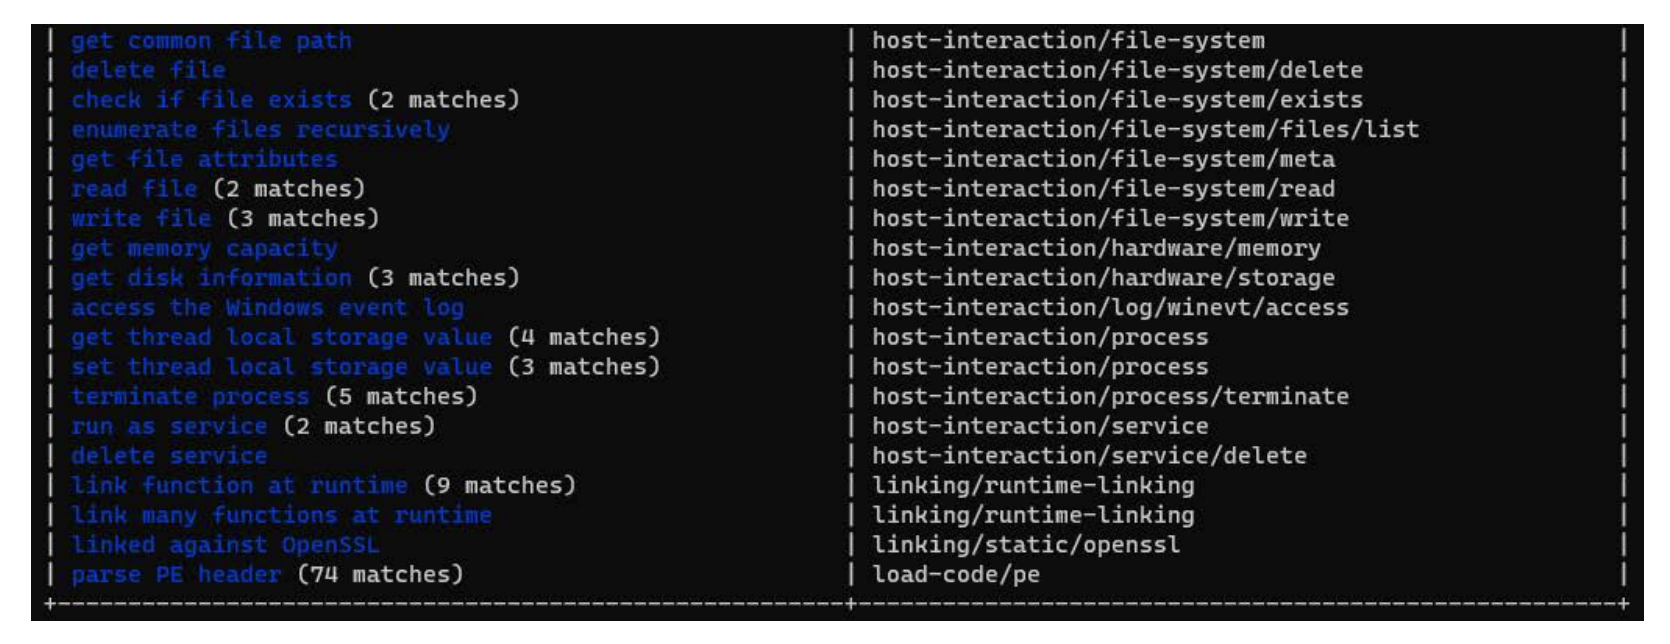 | get common file path | host-interaction/file-system |
| delete file | host-interaction/file-system/delete |
| check if file exists (2 matches) | host-interaction/file-system/exists |
| enumerate files recursively | host-interaction/file-system/files/list |
| get file attributes | host-interaction/file-system/meta |
| read file (2 matches) | host-interaction/file-system/read |
| write file (3 matches) | host-interaction/file-system/write |
| get memory capacity | host-interaction/hardware/memory |
| get disk information (3 matches) | host-interaction/hardware/storage |
| access the Windows event log | host-interaction/log/winevt/access |
| get thread local storage value (4 matches) | host-interaction/process |
| set thread local storage value (3 matches) | host-interaction/process |
| terminate process (5 matches) | host-interaction/process/terminate |
| run as service (2 matches) | host-interaction/service |
| delete service | host-interaction/service/delete |
| link function at runtime (9 matches) | linking/runtime-linking |
| link many functions at runtime | linking/runtime-linking |
| linked against OpenSSL | linking/static/openssl |
| parse PE header (74 matches) | load-code/pe |